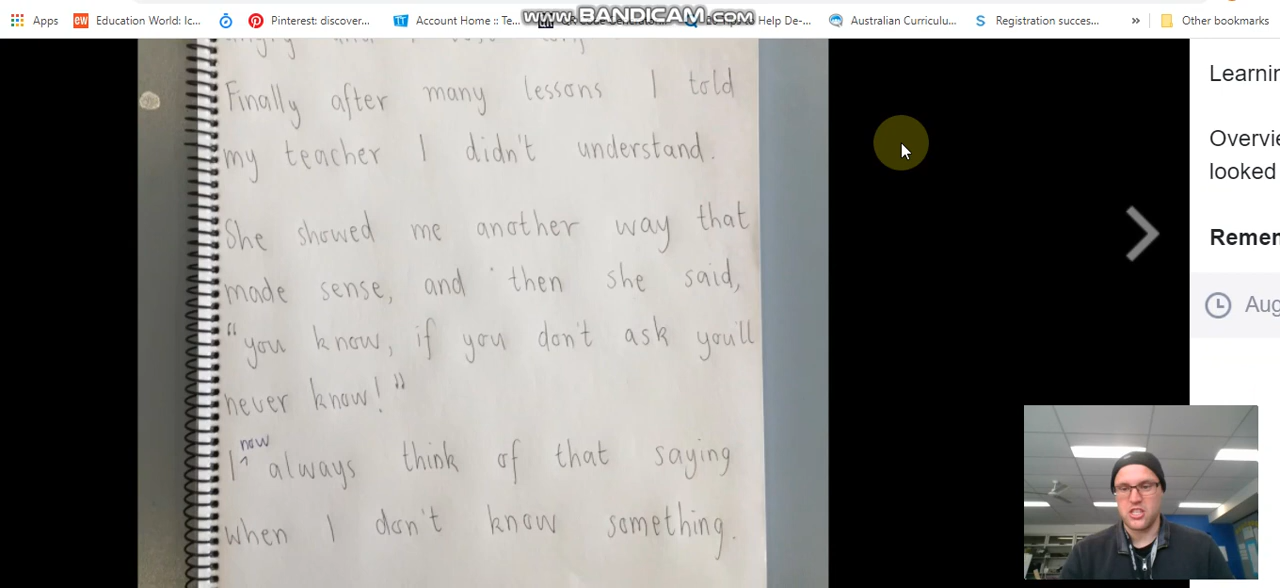 Education World: Ic...
Pinterest: discover...
Account Home :: Te...
to Help De-...
Australian Curriculu...
Registration succes...
»
Other bookmarks
www.BANDICAM.com
Finally after many lessons I told
my teacher I didn't understand.
She showed me another way that
made sense, and then she said,
"you know, if you don't ask you'll
never know!"
I ^now always think of that saying
when I don't know something.
Learnin
Overvie
looked
Remen
Aug